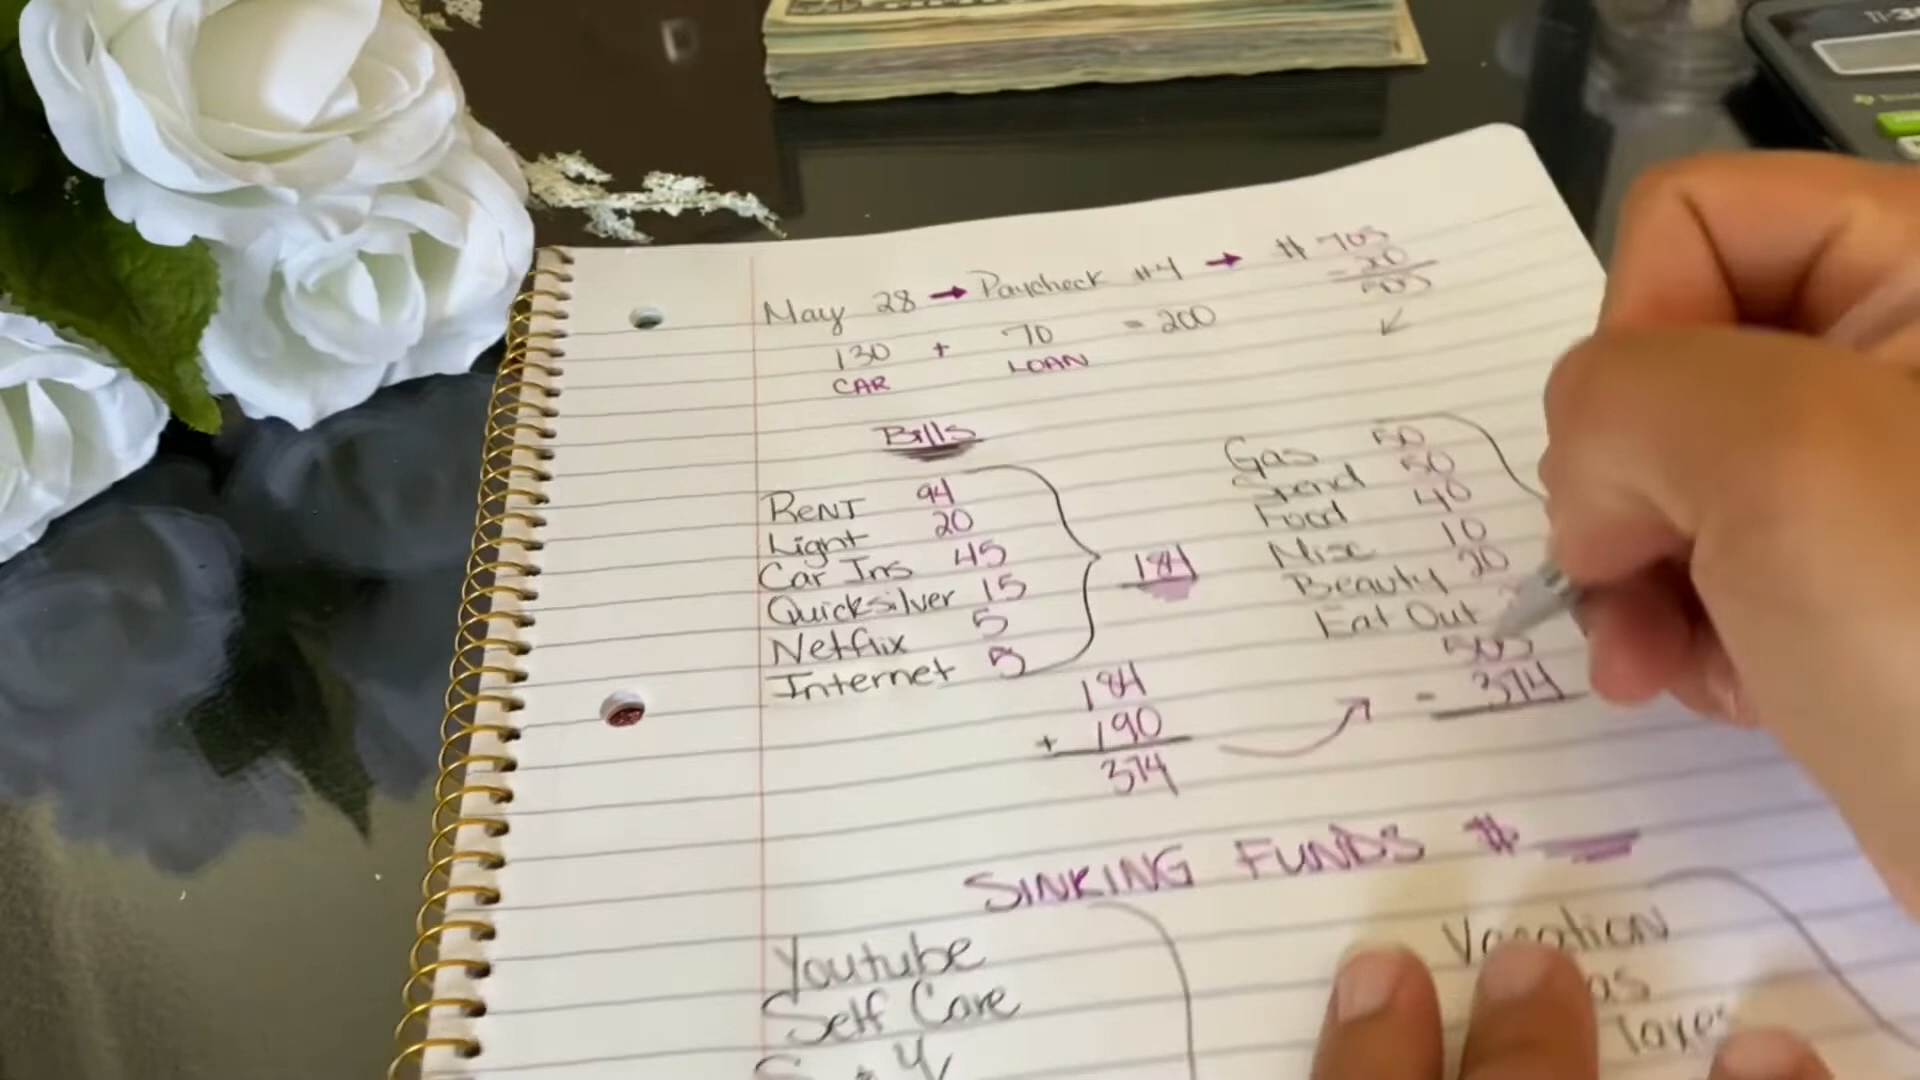 May 28 → Paycheck #4 → # 705
130 + 70 = 200
CAR LOAN
Bills
RENT 94
Light 20
Car Ins 45
Quicksilver 15
Netflix 5
Internet 5
184
Gas 50
Spend 50
Food 40
Misc 10
Beauty 20
Eat Out
184
+ 190
374
505
- 374
SINKING FUNDS $
Youtube
Self Care
Vacation
Taxes